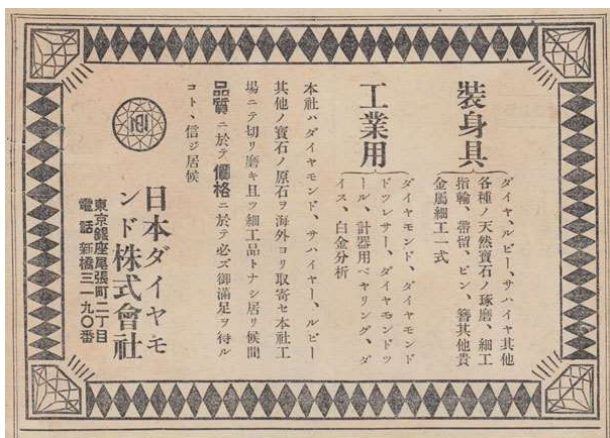 装身具
ダイヤ、ルビー、サハイヤ其他
各種ノ天然寶石ノ琢磨、細工
指輪、帯留、ピン、簪其他貴
金属細工一式
工業用
ダイヤモンド、ダイヤモンド
ドツレサー、ダイヤモンドツ
ール、計器用ベヤリング、ダ
イス、白金分析
本社ハダイヤモンド、サハイヤー、ルビー
其他ノ寶石ノ原石ヲ海外ヨリ取寄セ本社工
場ニテ切リ磨キ且ツ細工品トナシ居リ候間
品質ニ於テ價格ニ於テ必ズ御滿足ヲ得ル
コト、信ジ居候
日本ダイヤモ
ンド株式會社
東京銀座尾張町二丁目
電話新橋三一九〇番